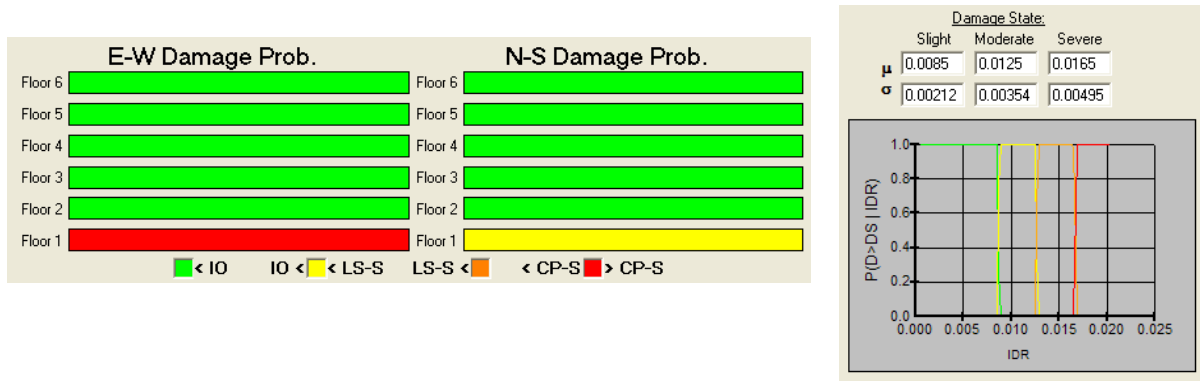 E-W Damage Prob. N-S Damage Prob.
Floor 6 Floor 6
Floor 5 Floor 5
Floor 4 Floor 4
Floor 3 Floor 3
Floor 2 Floor 2
Floor 1 Floor 1
< IO IO < < LS-S LS-S < < CP-S > CP-S
Damage State:
Slight Moderate Severe
μ 0.0085 0.0125 0.0165
σ 0.00212 0.00354 0.00495
1.0
0.8
0.6
0.4
0.2
0.0
P(D>DS | IDR)
0.000 0.005 0.010 0.015 0.020 0.025
IDR